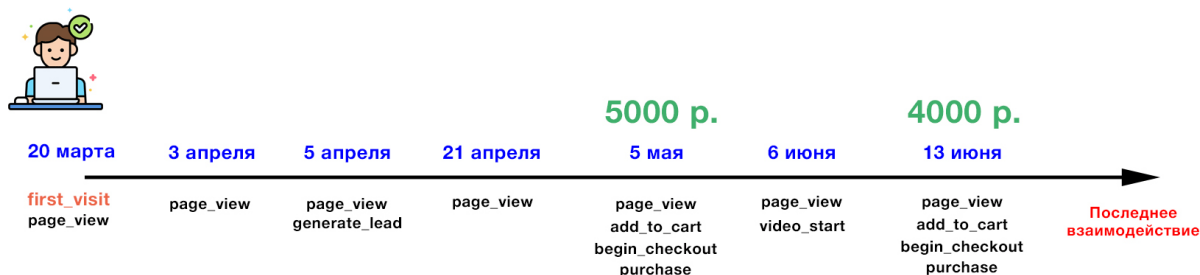 5000 р. 4000 р.
20 марта 3 апреля 5 апреля 21 апреля 5 мая 6 июня 13 июня
first_visit
page_view
page_view
page_view
generate_lead
page_view
page_view
add_to_cart
begin_checkout
purchase
page_view
video_start
page_view
add_to_cart
begin_checkout
purchase
Последнее
взаимодействие